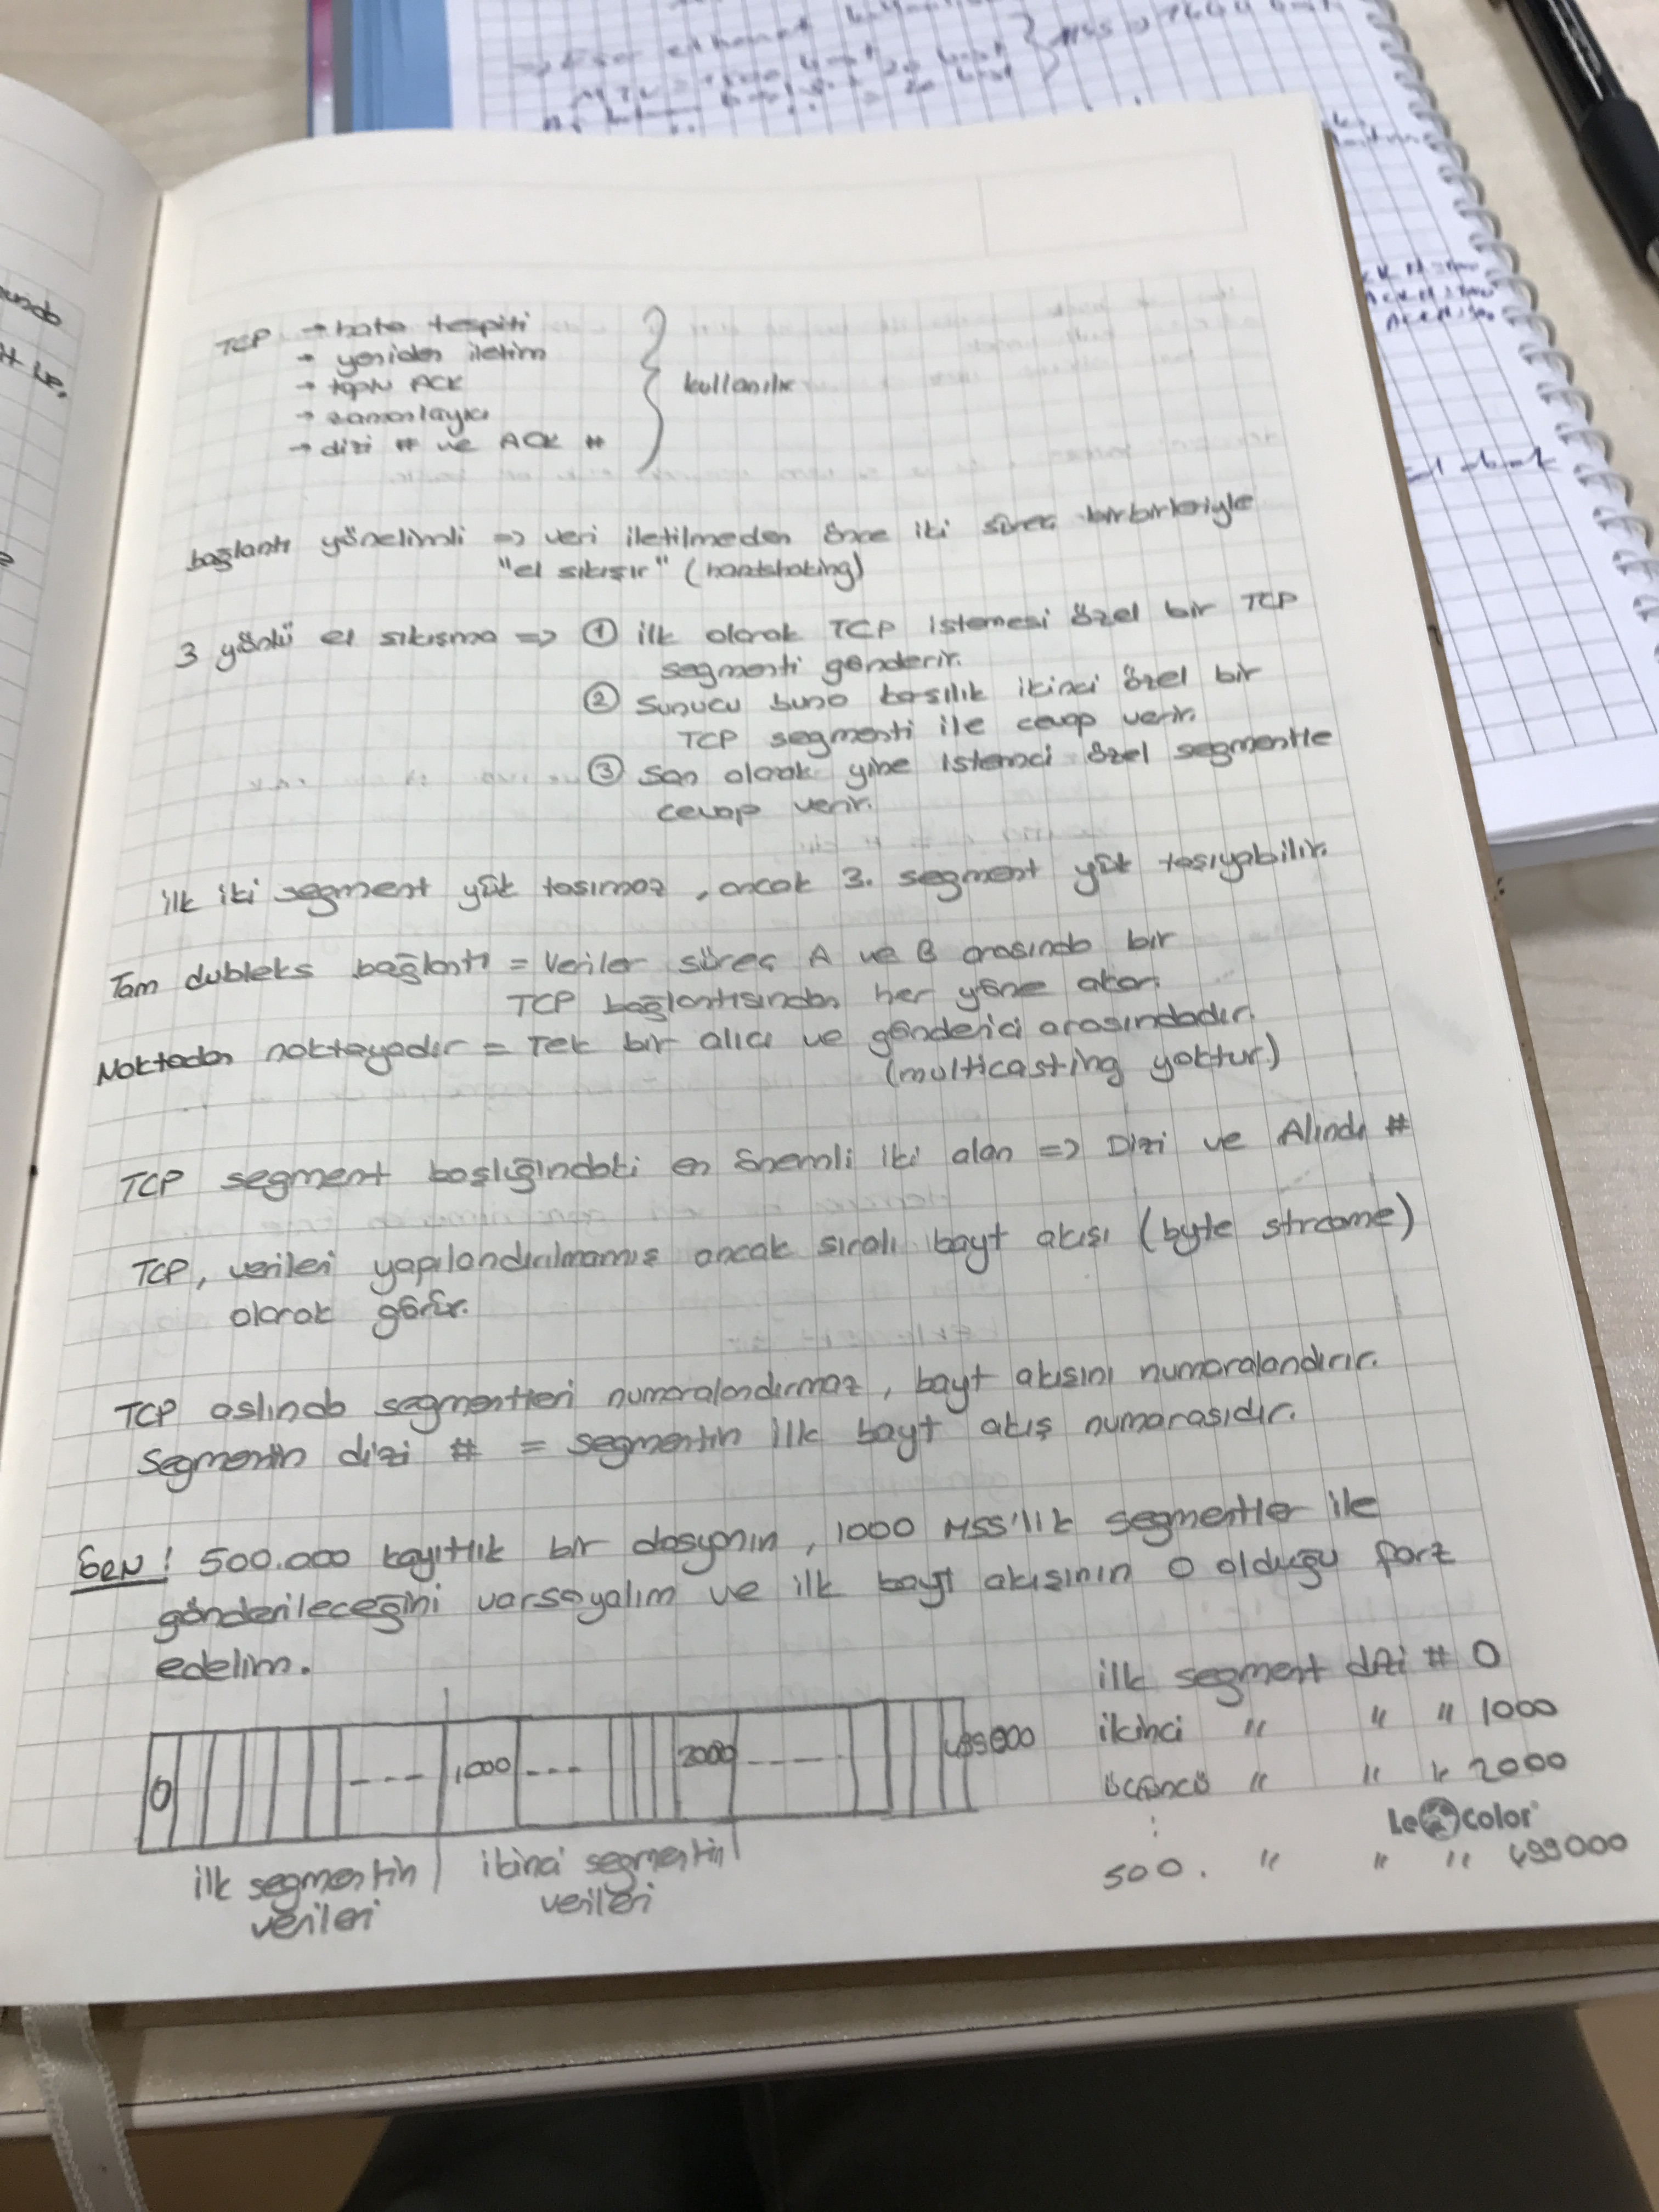 TCP → hata tespiti
→ yeniden iletim
→ toplu ACK
→ zamanlayıcı
→ dizi # ve ACK #
kullanılır
bağlantı yönelimli => veri iletilmeden önce iki süreç birbirleriyle
"el sıkışır" (handshaking)
3 yönlü el sıkışma => ① ilk olarak TCP istemcisi özel bir TCP
segmenti gönderir.
② Sunucu buna karşılık ikinci özel bir
TCP segmenti ile cevap verir.
③ Son olarak yine istemci özel segmentle
cevap verir.
ilk iki segment yük taşımaz, ancak 3. segment yük taşıyabilir.
Tam dubleks bağlantı = Veriler süreç A ve B arasında bir
TCP bağlantısından her yöne akar.
Noktadan noktayadır = Tek bir alıcı ve gönderici arasındadır.
(multicasting yoktur.)
TCP segment başlığındaki en önemli iki alan => Dizi ve Alındı #
TCP, verileri yapılandırılmamış ancak sıralı bayt akışı (byte streame)
olarak görür.
TCP aslında segmentleri numaralandırmaz, bayt akışını numaralandırır.
Segmentin dizi # = segmentin ilk bayt akış numarasıdır.
500.000 kayıtlık bir dosyanın, 1000 MSS'lik segmentler ile
gönderileceğini varsayalım ve ilk bayt akışının 0 olduğu farz
edelim.
ilk segment dizi # 0
ikinci " " " 1000
üçüncü " " " 2000
:
500. " " " 499000
0 ---- 1000 --- 2000 ---- 499000
ilk segmentin verileri
ikinci segmentin verileri
Le Color